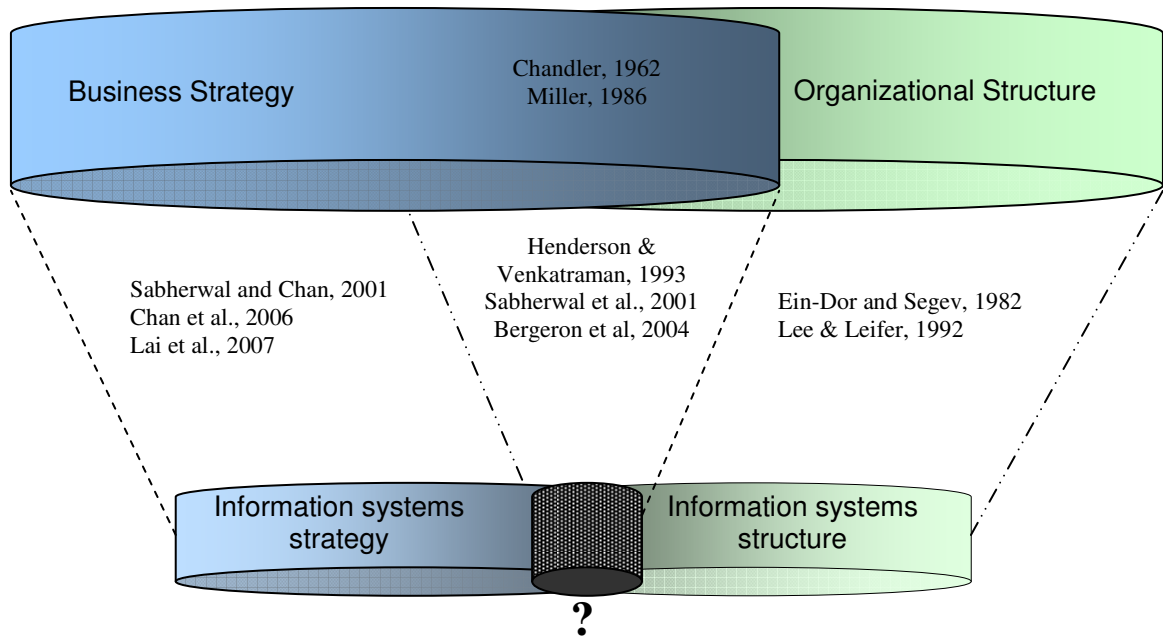 Business Strategy
Chandler, 1962
Miller, 1986
Organizational Structure
Henderson &
Venkatraman, 1993
Sabherwal et al., 2001
Bergeron et al, 2004
Sabherwal and Chan, 2001
Chan et al., 2006
Lai et al., 2007
Ein-Dor and Segev, 1982
Lee & Leifer, 1992
Information systems
strategy
Information systems
structure
?